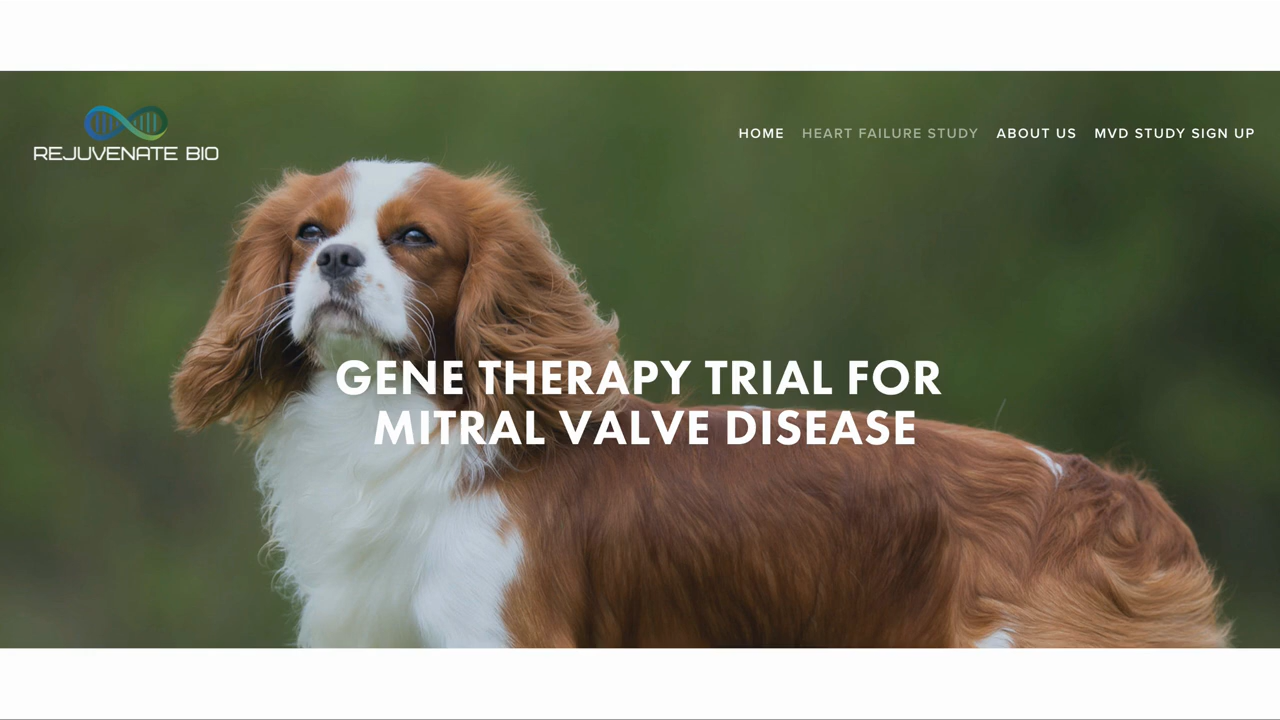 REJUVENATE BIO
HOME HEART FAILURE STUDY ABOUT US MVD STUDY SIGN UP
GENE THERAPY TRIAL FOR
MITRAL VALVE DISEASE